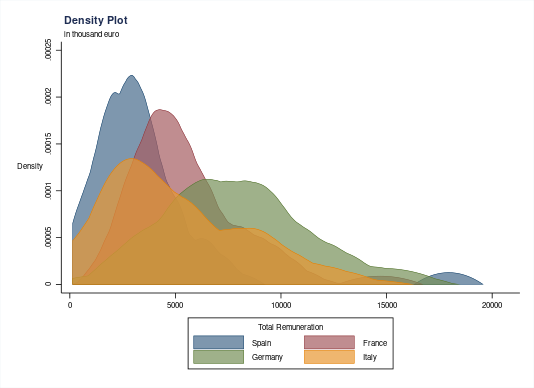 Density Plot
in thousand euro
.00025
.0002
.00015
.0001
.00005
0
Density
0 5000 10000 15000 20000
Total Remuneration
Spain France
Germany Italy